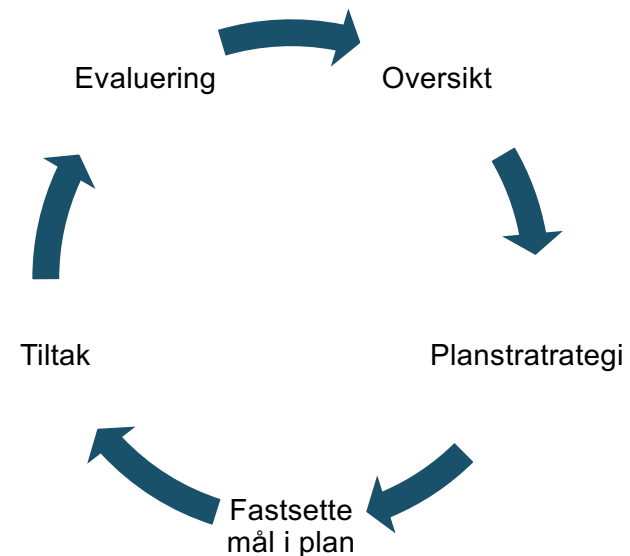 Evaluering
Oversikt
Tiltak
Planstratrategi
Fastsette
mål i plan